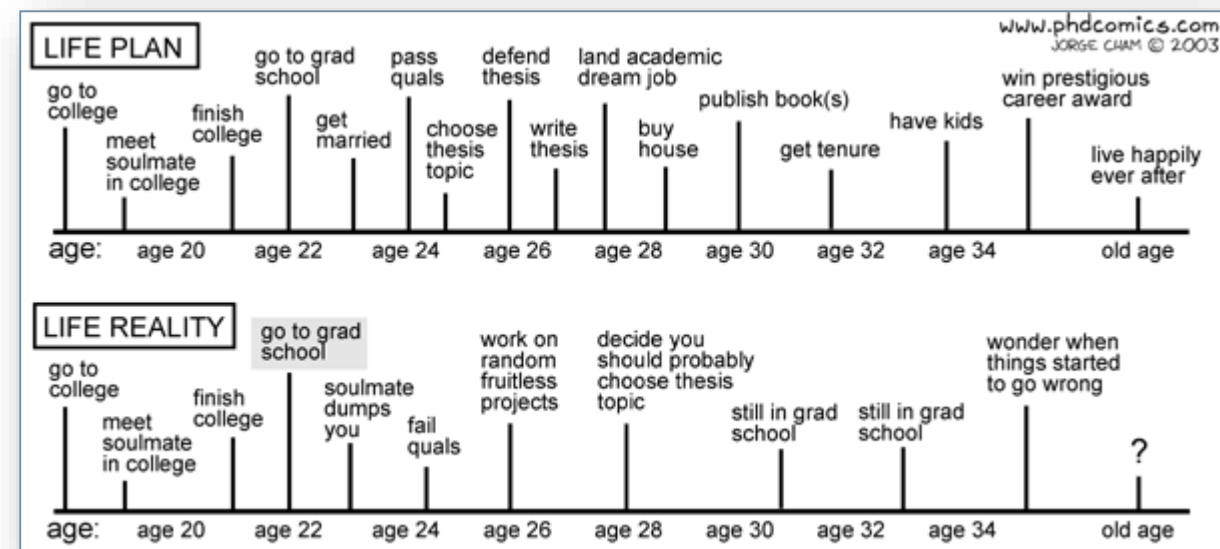 www.phdcomics.com
JORGE CHAM © 2003
LIFE PLAN
go to
college
meet
soulmate
in college
finish
college
go to grad
school
get
married
pass
quals
choose
thesis
topic
defend
thesis
write
thesis
land academic
dream job
buy
house
publish book(s)
get tenure
have kids
win prestigious
career award
live happily
ever after
age: age 20 age 22 age 24 age 26 age 28 age 30 age 32 age 34 old age
LIFE REALITY
go to
college
meet
soulmate
in college
finish
college
go to grad
school
soulmate
dumps
you
fail
quals
work on
random
fruitless
projects
decide you
should probably
choose thesis
topic
still in grad
school
still in grad
school
wonder when
things started
to go wrong
?
age: age 20 age 22 age 24 age 26 age 28 age 30 age 32 age 34 old age